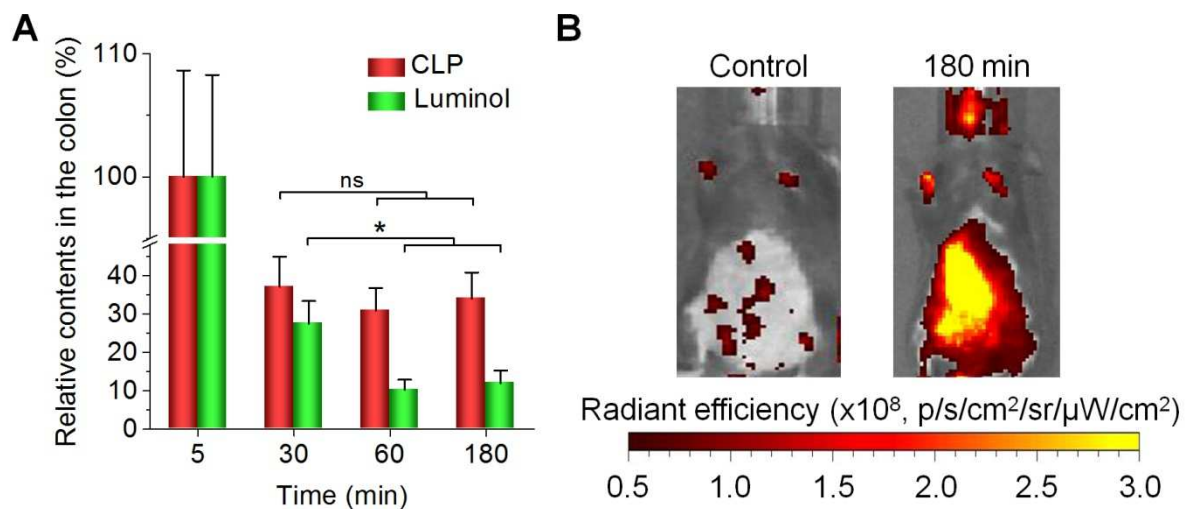 A
Relative contents in the colon (%)
110
100
40
30
20
10
0
CLP
Luminol
ns
*
5 30 60 180
Time (min)
B
Control 180 min
Radiant efficiency (x10⁸, p/s/cm²/sr/µW/cm²)
0.5 1.0 1.5 2.0 2.5 3.0